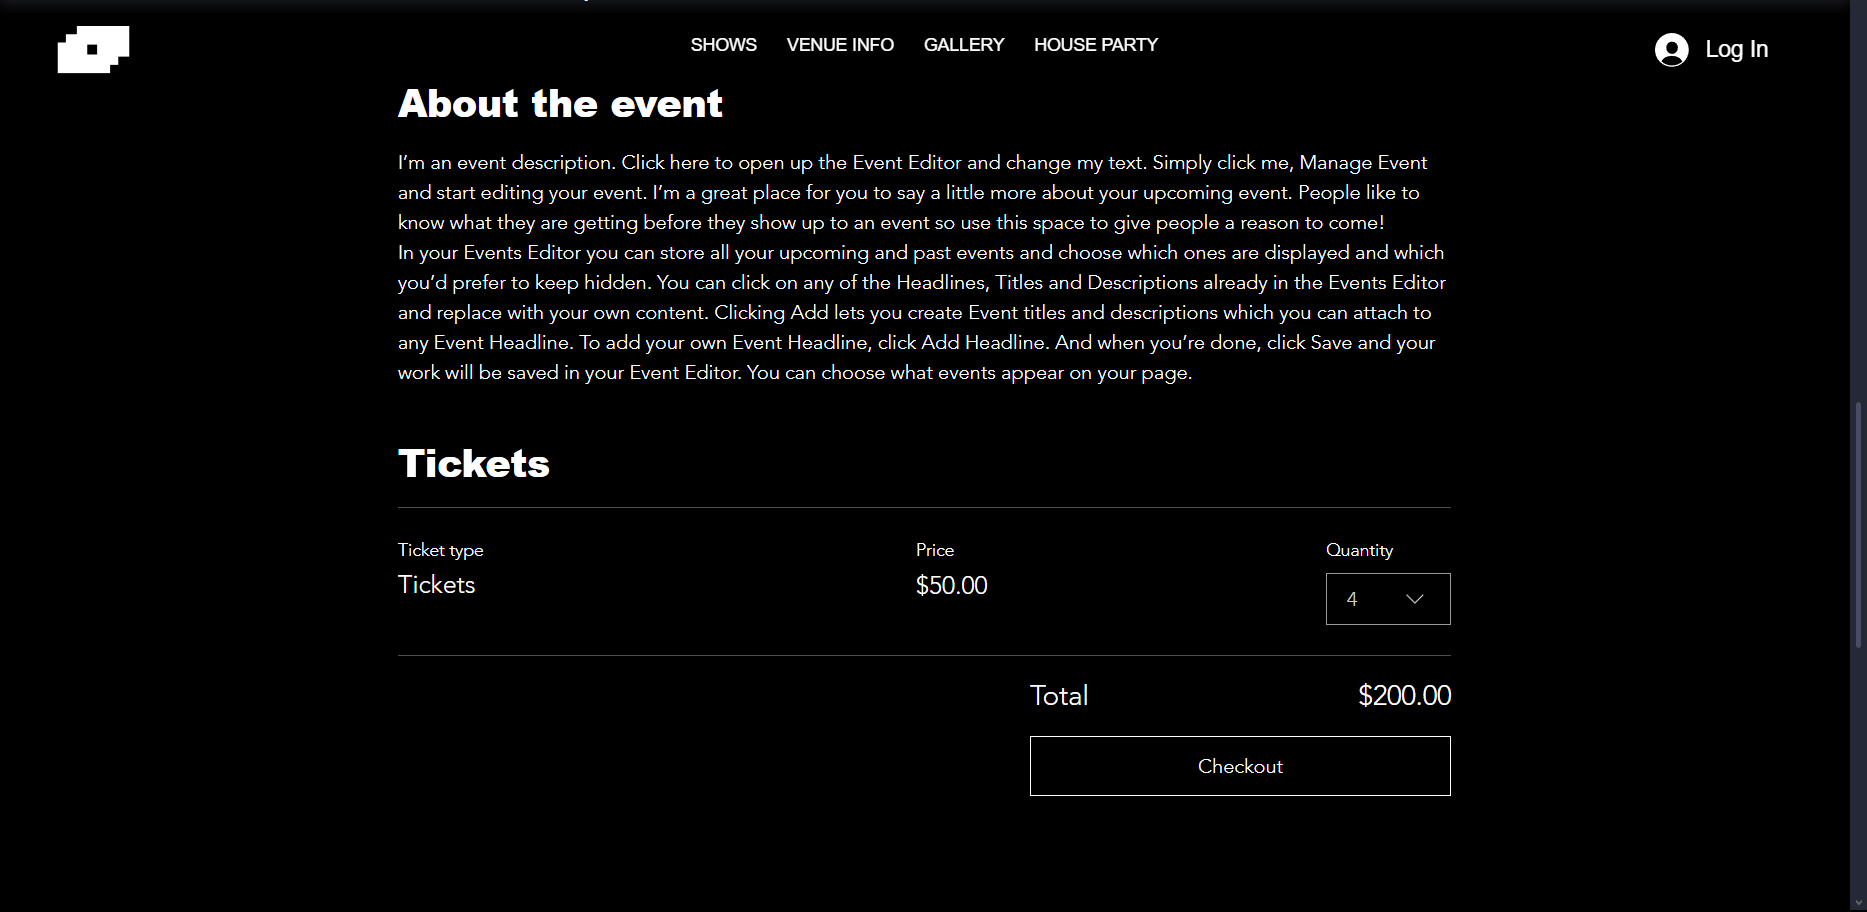 SHOWS VENUE INFO GALLERY HOUSE PARTY Log In
About the event
I’m an event description. Click here to open up the Event Editor and change my text. Simply click me, Manage Event
and start editing your event. I’m a great place for you to say a little more about your upcoming event. People like to
know what they are getting before they show up to an event so use this space to give people a reason to come!
In your Events Editor you can store all your upcoming and past events and choose which ones are displayed and which
you’d prefer to keep hidden. You can click on any of the Headlines, Titles and Descriptions already in the Events Editor
and replace with your own content. Clicking Add lets you create Event titles and descriptions which you can attach to
any Event Headline. To add your own Event Headline, click Add Headline. And when you’re done, click Save and your
work will be saved in your Event Editor. You can choose what events appear on your page.
Tickets
Ticket type Price Quantity
Tickets $50.00 4
Total $200.00
Checkout